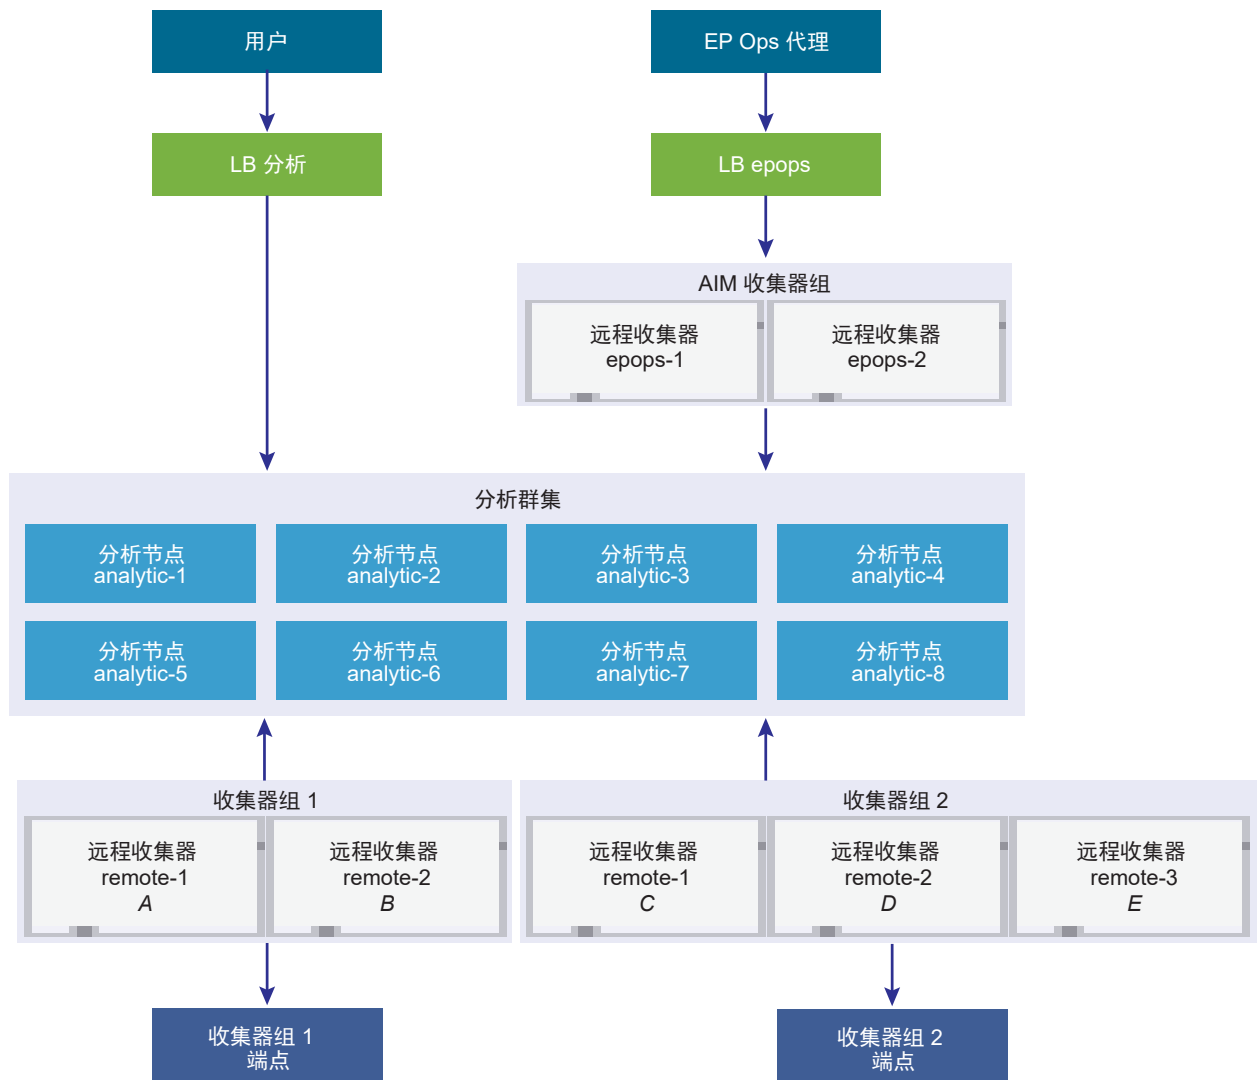 用户
EP Ops 代理
LB 分析
LB epops
AIM 收集器组
远程收集器
epops-1
远程收集器
epops-2
分析群集
分析节点
analytic-1
分析节点
analytic-2
分析节点
analytic-3
分析节点
analytic-4
分析节点
analytic-5
分析节点
analytic-6
分析节点
analytic-7
分析节点
analytic-8
收集器组 1
远程收集器
remote-1
A
远程收集器
remote-2
B
收集器组 2
远程收集器
remote-1
C
远程收集器
remote-2
D
远程收集器
remote-3
E
收集器组 1
端点
收集器组 2
端点